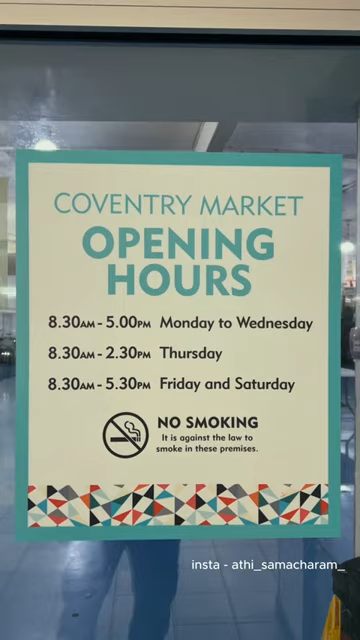 COVENTRY MARKET
OPENING
HOURS
8.30AM - 5.00PM Monday to Wednesday
8.30AM - 2.30PM Thursday
8.30AM - 5.30PM Friday and Saturday
NO SMOKING
It is against the law to
smoke in these premises.
insta - athi_samacharam_